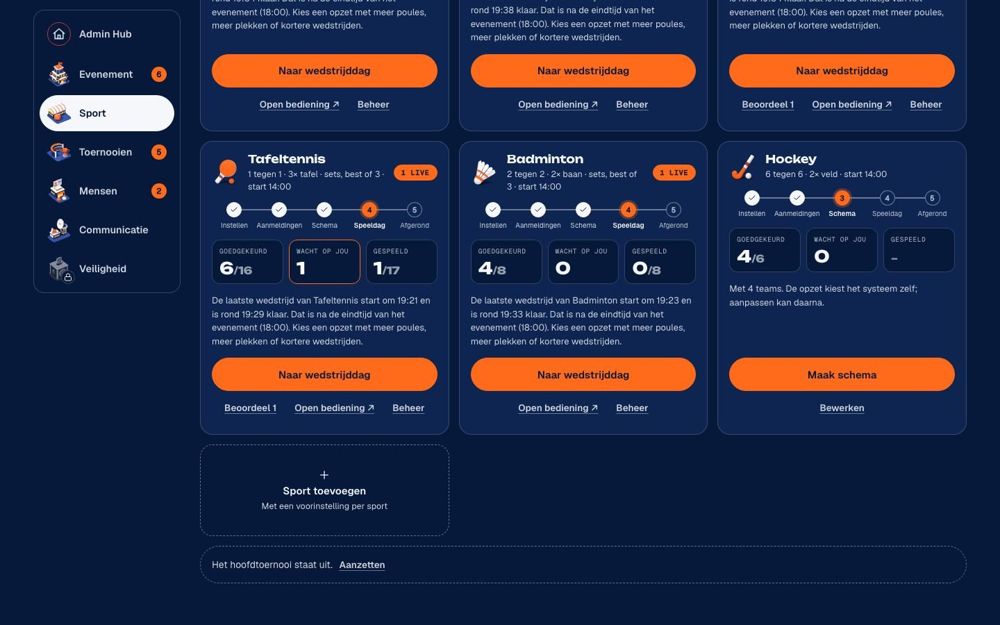 Admin Hub
Evenement 6
Sport
Toernooien 5
Mensen 2
Communicatie
Veiligheid
evenement (18:00). Kies een opzet met meer poules,
meer plekken of kortere wedstrijden.
Naar wedstrijddag
Open bediening ↗ Beheer
rond 19:38 klaar. Dat is na de eindtijd van het
evenement (18:00). Kies een opzet met meer poules,
meer plekken of kortere wedstrijden.
Naar wedstrijddag
Open bediening ↗ Beheer
evenement (18:00). Kies een opzet met meer poules,
meer plekken of kortere wedstrijden.
Naar wedstrijddag
Beoordeel 1 Open bediening ↗ Beheer
Tafeltennis
1 tegen 1 · 3× tafel · sets, best of 3 ·
start 14:00
1 LIVE
4 5
Instellen Aanmeldingen Schema Speeldag Afgerond
GOEDGEKEURD WACHT OP JOU GESPEELD
6/16 1 1/17
De laatste wedstrijd van Tafeltennis start om 19:21 en
is rond 19:29 klaar. Dat is na de eindtijd van het
evenement (18:00). Kies een opzet met meer poules,
meer plekken of kortere wedstrijden.
Naar wedstrijddag
Beoordeel 1 Open bediening ↗ Beheer
Badminton
2 tegen 2 · 2× baan · sets, best of
3 · start 14:00
1 LIVE
4 5
Instellen Aanmeldingen Schema Speeldag Afgerond
GOEDGEKEURD WACHT OP JOU GESPEELD
4/8 0 0/8
De laatste wedstrijd van Badminton start om 19:23 en
is rond 19:33 klaar. Dat is na de eindtijd van het
evenement (18:00). Kies een opzet met meer poules,
meer plekken of kortere wedstrijden.
Naar wedstrijddag
Open bediening ↗ Beheer
Hockey
6 tegen 6 · 2× veld · start 14:00
3 4 5
Instellen Aanmeldingen Schema Speeldag Afgerond
GOEDGEKEURD WACHT OP JOU GESPEELD
4/6 0 –
Met 4 teams. De opzet kiest het systeem zelf;
aanpassen kan daarna.
Maak schema
Bewerken
+
Sport toevoegen
Met een voorinstelling per sport
Het hoofdtoernooi staat uit. Aanzetten